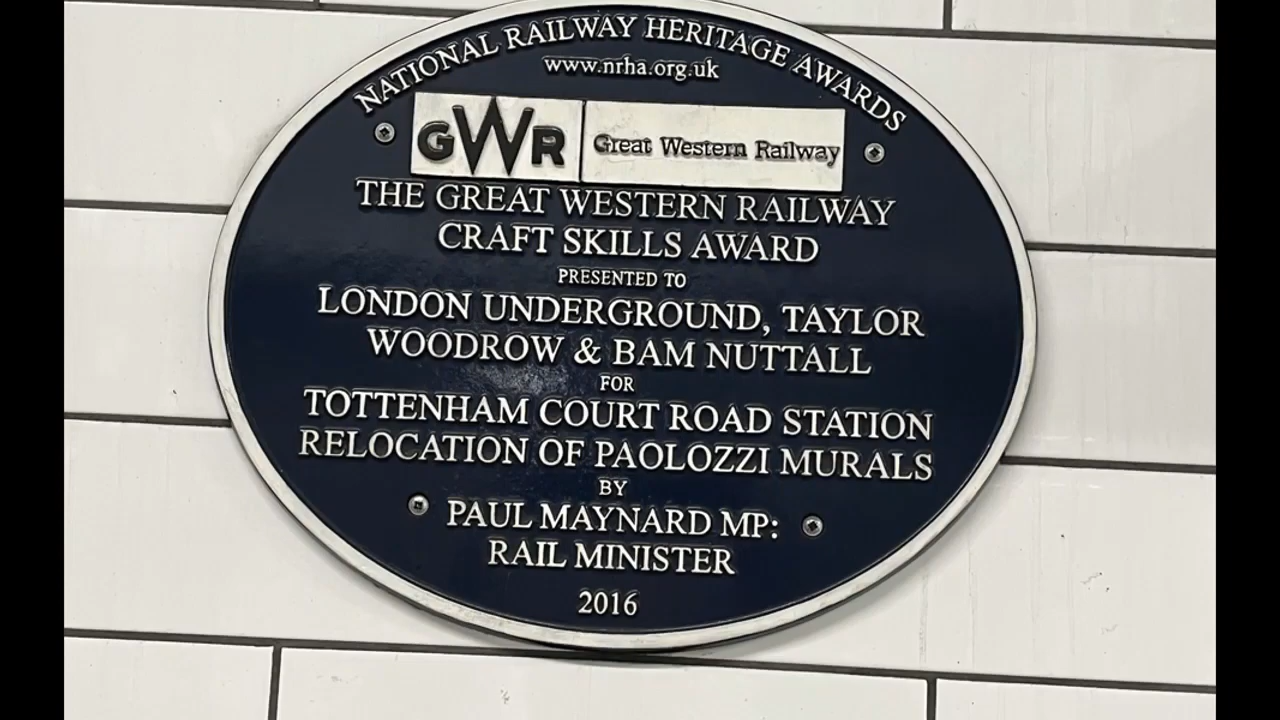 NATIONAL RAILWAY HERITAGE AWARDS
www.nrha.org.uk
GWR Great Western Railway
THE GREAT WESTERN RAILWAY
CRAFT SKILLS AWARD
PRESENTED TO
LONDON UNDERGROUND, TAYLOR
WOODROW & BAM NUTTALL
FOR
TOTTENHAM COURT ROAD STATION
RELOCATION OF PAOLOZZI MURALS
BY
PAUL MAYNARD MP:
RAIL MINISTER
2016